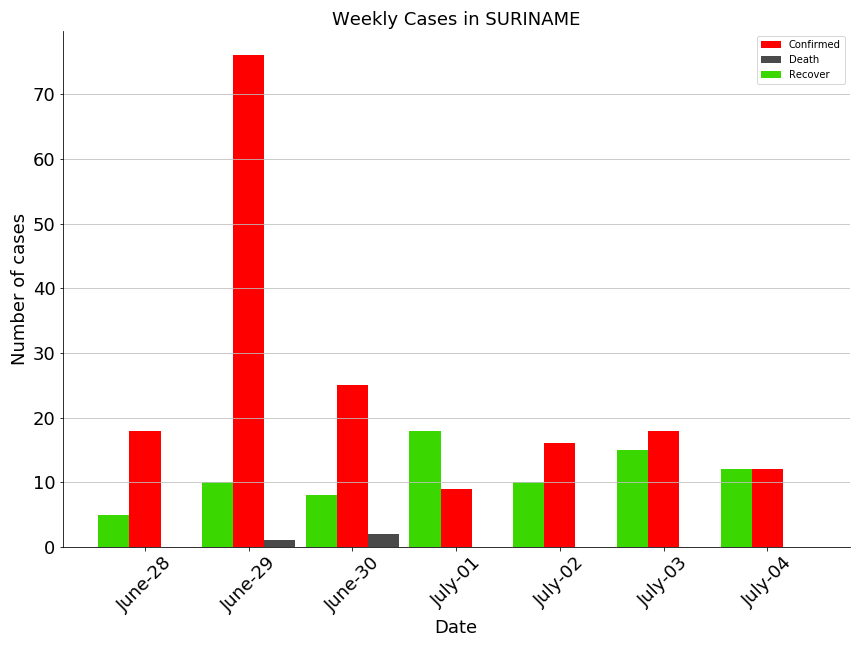 Weekly Cases in SURINAME
Confirmed
Death
Recover
Number of cases
70
60
50
40
30
20
10
0
June-28
June-29
June-30
July-01
July-02
July-03
July-04
Date